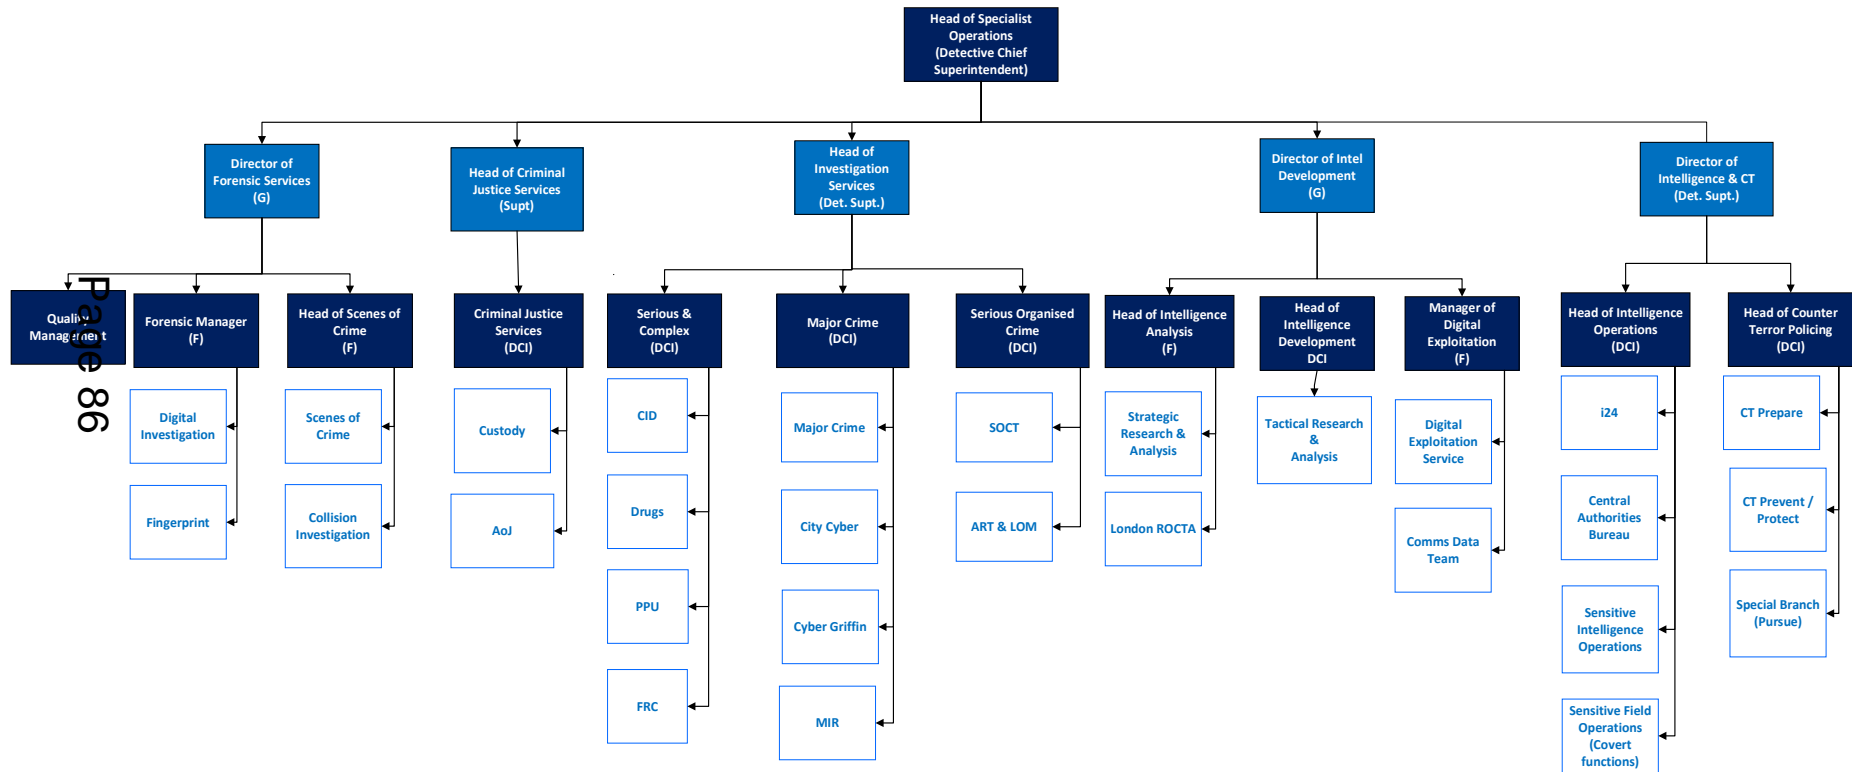 Head of Specialist
Operations
(Detective Chief
Superintendent)
Director of
Forensic Services
(G)
Head of Criminal
Justice Services
(Supt)
Head of
Investigation
Services
(Det. Supt.)
Director of Intel
Development
(G)
Director of
Intelligence & CT
(Det. Supt.)
Quality
Management
Forensic Manager
(F)
Head of Scenes of
Crime
(F)
Criminal Justice
Services
(DCI)
Serious &
Complex
(DCI)
Major Crime
(DCI)
Serious Organised
Crime
(DCI)
Head of Intelligence
Analysis
(F)
Head of
Intelligence
Development
DCI
Manager of
Digital
Exploitation
(F)
Head of Intelligence
Operations
(DCI)
Head of Counter
Terror Policing
(DCI)
Page 86
Digital
Investigation
Fingerprint
Scenes of
Crime
Collision
Investigation
Custody
AoJ
CID
Drugs
PPU
FRC
Major Crime
City Cyber
Cyber Griffin
MIR
SOCT
ART & LOM
Strategic
Research &
Analysis
London ROCTA
Tactical Research
&
Analysis
Digital
Exploitation
Service
Comms Data
Team
i24
Central
Authorities
Bureau
Sensitive
Intelligence
Operations
Sensitive Field
Operations
(Covert
functions)
CT Prepare
CT Prevent /
Protect
Special Branch
(Pursue)